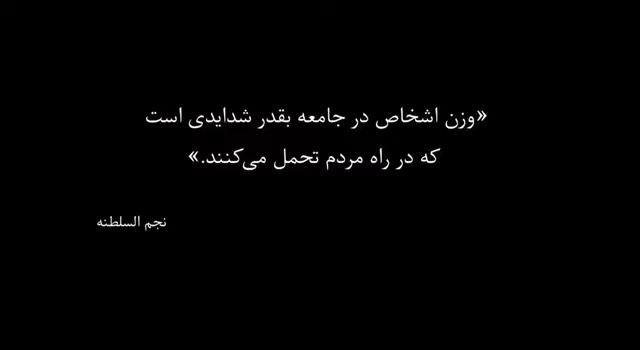 «وزن اشخاص در جامعه بقدر شدایدی است
که در راه مردم تحمل می‌کنند.»
نجم السلطنه